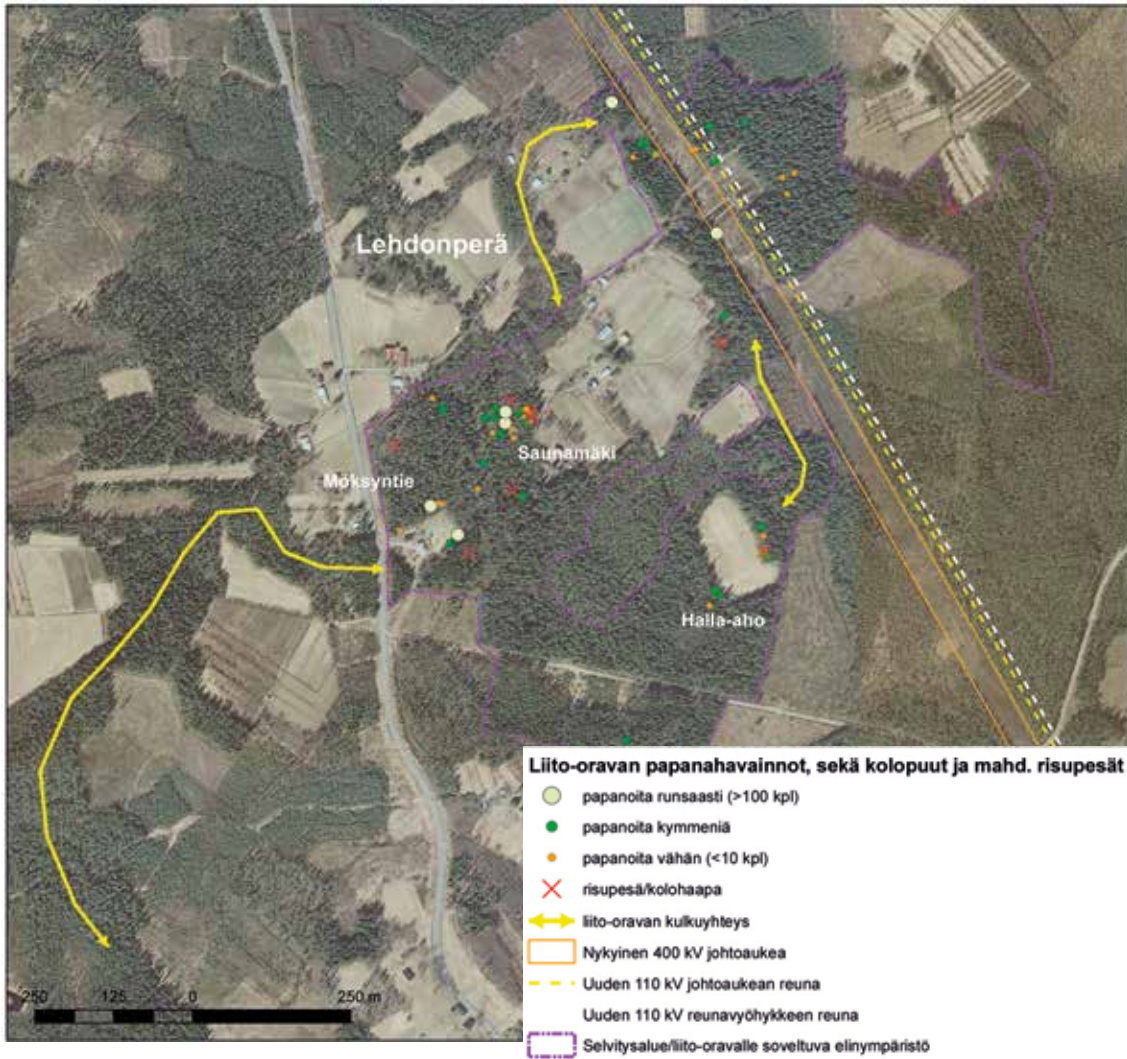 Lehdonperä
Saunamäki
Moksyntie
Halla-aho
250 125 0 250 m
Liito-oravan papanahavainnot, sekä kolopuut ja mahd. risupesät
papanoita runsaasti (>100 kpl)
papanoita kymmeniä
papanoita vähän (<10 kpl)
risupesä/kolohaapa
liito-oravan kulkuyhteys
Nykyinen 400 kV johtoaukea
Uuden 110 kV johtoaukean reuna
Uuden 110 kV reunavyöhykkeen reuna
Selvitysalue/liito-oravalle soveltuva elinympäristö